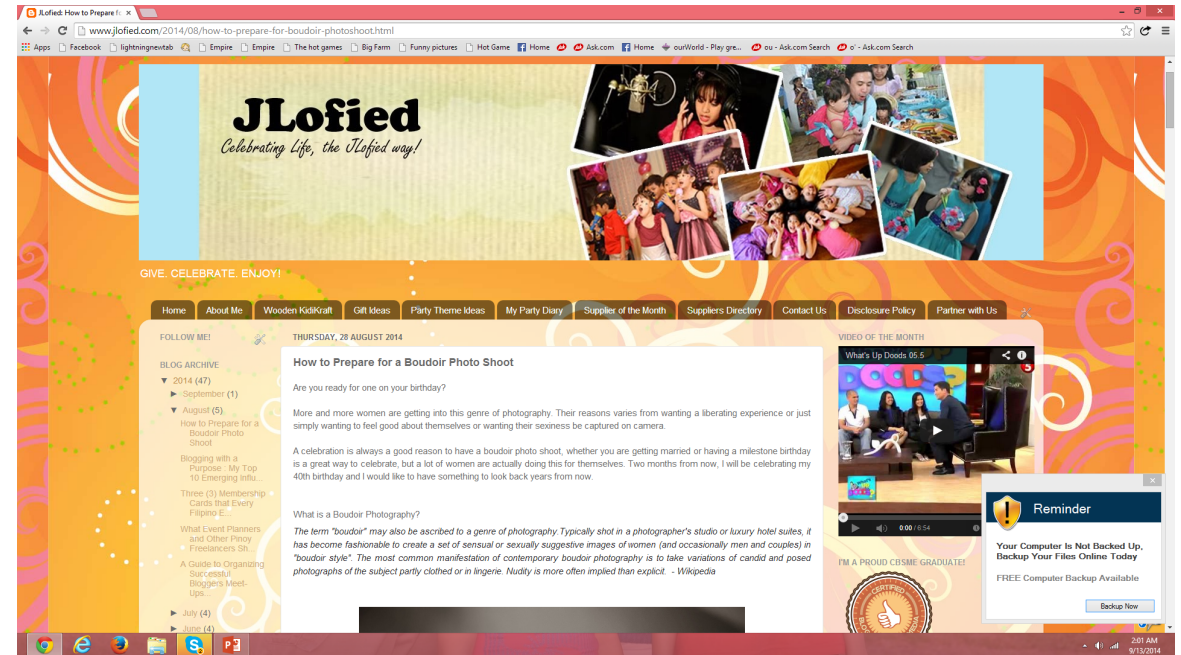 JLofied: How to Prepare fo
www.jlofied.com/2014/08/how-to-prepare-for-boudoir-photoshoot.html
Apps Facebook lightningnewtab Empire Empire The hot games Big Farm Funny pictures Hot Game Home Ask.com Home ourWorld - Play gre... ou - Ask.com Search o' - Ask.com Search
JLofied
Celebrating Life, the JLofied way!
GIVE. CELEBRATE. ENJOY!
Home About Me Wooden KidiKraft Gift Ideas Party Theme Ideas My Party Diary Supplier of the Month Suppliers Directory Contact Us Disclosure Policy Partner with Us
FOLLOW ME!
BLOG ARCHIVE
▼ 2014 (47)
► September (1)
▼ August (5)
How to Prepare for a
Boudoir Photo
Shoot
Blogging with a
Purpose : My Top
10 Emerging Influ...
Three (3) Membership
Cards that Every
Filipino E...
What Event Planners
and Other Pinoy
Freelancers Sh...
A Guide to Organizing
Successful
Bloggers Meet-
Ups...
► July (4)
► June (4)
THURSDAY, 28 AUGUST 2014
How to Prepare for a Boudoir Photo Shoot
Are you ready for one on your birthday?
More and more women are getting into this genre of photography. Their reasons varies from wanting a liberating experience or just
simply wanting to feel good about themselves or wanting their sexiness be captured on camera.
A celebration is always a good reason to have a boudoir photo shoot, whether you are getting married or having a milestone birthday
is a great way to celebrate, but a lot of women are actually doing this for themselves. Two months from now, I will be celebrating my
40th birthday and I would like to have something to look back years from now.
What is a Boudoir Photography?
The term "boudoir" may also be ascribed to a genre of photography.Typically shot in a photographer's studio or luxury hotel suites, it
has become fashionable to create a set of sensual or sexually suggestive images of women (and occasionally men and couples) in
"boudoir style". The most common manifestation of contemporary boudoir photography is to take variations of candid and posed
photographs of the subject partly clothed or in lingerie. Nudity is more often implied than explicit. - Wikipedia
VIDEO OF THE MONTH
What's Up Doods 05.5
DOODS
5
0:00 / 6:54
I'M A PROUD CBSME GRADUATE!
CERTIFIED
Reminder
Your Computer Is Not Backed Up,
Backup Your Files Online Today
FREE Computer Backup Available
Backup Now
2:01 AM
9/13/2014